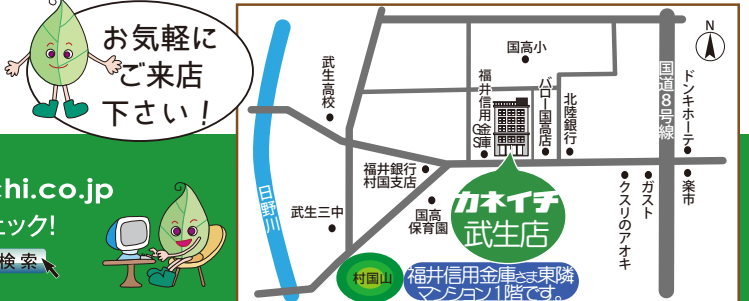 お気軽に
ご来店
下さい！
chi.co.jp
ェック!
検索
N
国高小
武生高校
福井信用金庫
GS
バロー国高店
北陸銀行
国道8号線
ドンキホーテ
福井銀行
村国支店
武生三中
国高
保育園
日野川
カネイチ
武生店
クスリのアオキ
ガスト
楽市
村国山
福井信用金庫さま東隣
マンション1階です。